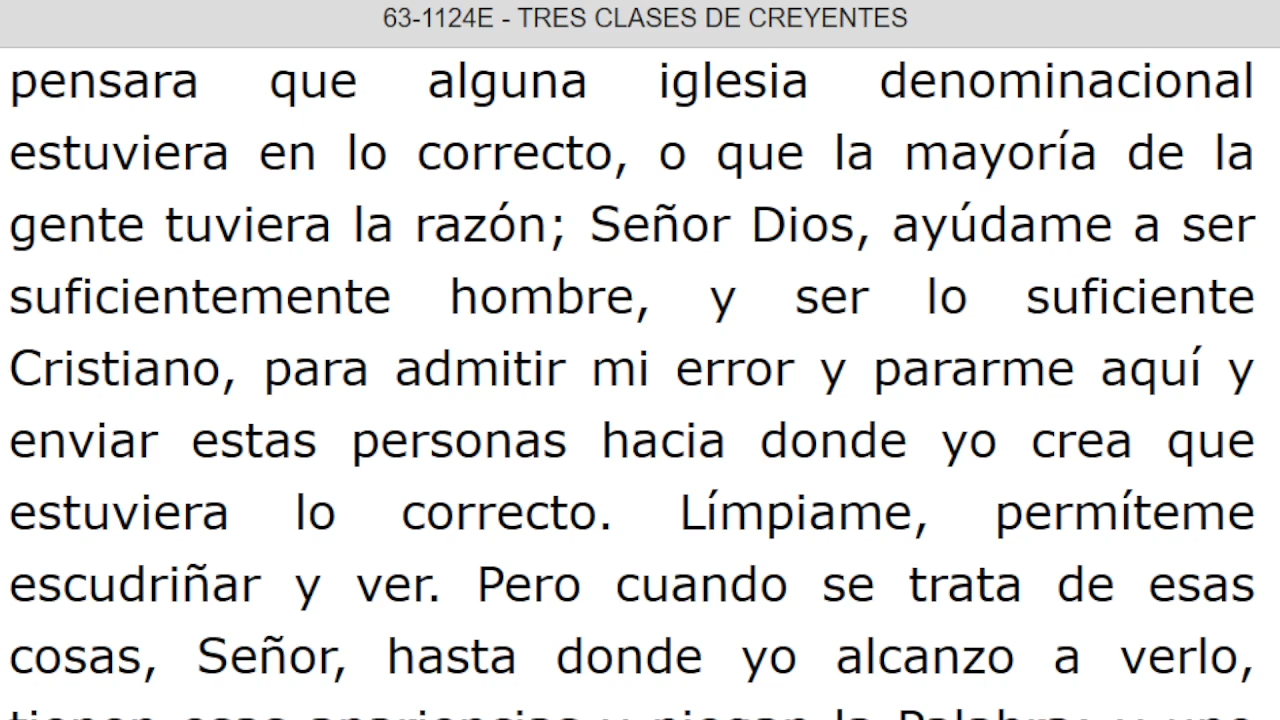 63-1124E - TRES CLASES DE CREYENTES
pensara que alguna iglesia denominacional
estuviera en lo correcto, o que la mayoría de la
gente tuviera la razón; Señor Dios, ayúdame a ser
suficientemente hombre, y ser lo suficiente
Cristiano, para admitir mi error y pararme aquí y
enviar estas personas hacia donde yo crea que
estuviera lo correcto. Límpiame, permíteme
escudriñar y ver. Pero cuando se trata de esas
cosas, Señor, hasta donde yo alcanzo a verlo,